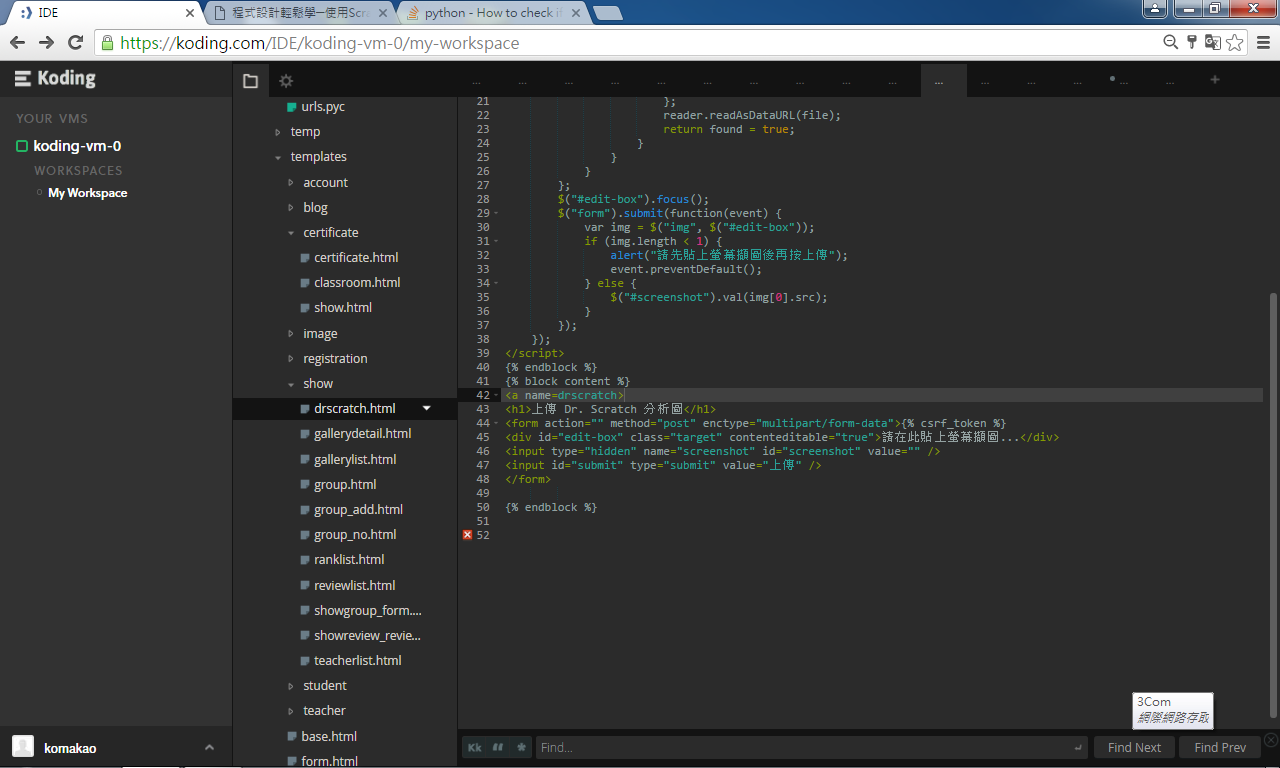 IDE
程式設計輕鬆學─使用Scr
python - How to check i
https://koding.com/IDE/koding-vm-0/my-workspace
Koding
YOUR VMS
koding-vm-0
WORKSPACES
My Workspace
komakao
urls.pyc
temp
templates
account
blog
certificate
certificate.html
classroom.html
show.html
image
registration
show
drscratch.html
gallerydetail.html
gallerylist.html
group.html
group_add.html
group_no.html
ranklist.html
reviewlist.html
showgroup_form....
showreview_revie...
teacherlist.html
student
teacher
base.html
form.html
... ... ... ... ... ... ... ... ... ... ... ... ... ... ... ... +
21 };
22 reader.readAsDataURL(file);
23 return found = true;
24 }
25 }
26 }
27 };
28 $("#edit-box").focus();
29 $("form").submit(function(event) {
30 var img = $("img", $("#edit-box"));
31 if (img.length < 1) {
32 alert("請先貼上螢幕擷圖後再按上傳");
33 event.preventDefault();
34 } else {
35 $("#screenshot").val(img[0].src);
36 }
37 });
38 });
39 </script>
40 {% endblock %}
41 {% block content %}
42 <a name=drscratch>
43 <h1>上傳 Dr. Scratch 分析圖</h1>
44 <form action="" method="post" enctype="multipart/form-data">{% csrf_token %}
45 <div id="edit-box" class="target" contenteditable="true">請在此貼上螢幕擷圖...</div>
46 <input type="hidden" name="screenshot" id="screenshot" value="" />
47 <input id="submit" type="submit" value="上傳" />
48 </form>
49
50 {% endblock %}
51
52
3Com
網際網路存取
Kk " *
Find...
Find Next
Find Prev